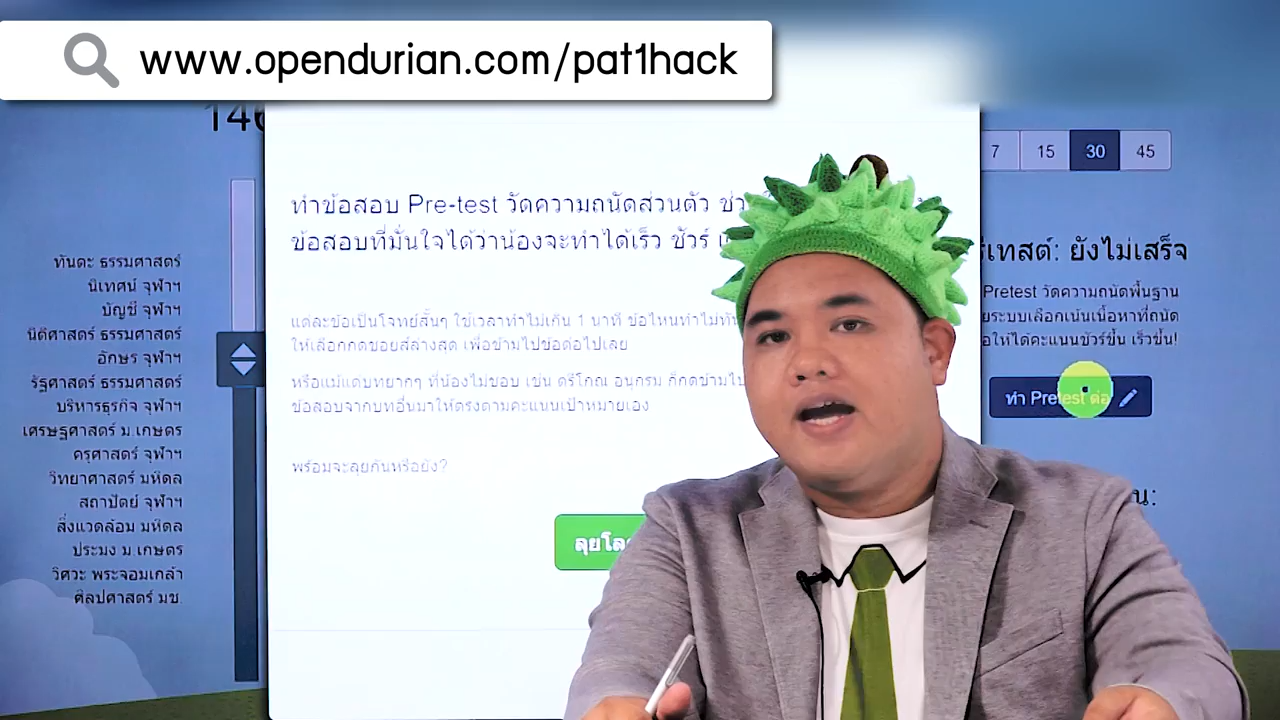 www.opendurian.com/pat1hack
7 15 30 45
ทำข้อสอบ Pre-test วัดความถนัดส่วนตัว
ข้อสอบที่มั่นใจได้ว่าน้องจะทำได้เร็ว ชัวร์
แต่ละข้อเป็นโจทย์สั้นๆ ใช้เวลาทำไม่เกิน 1 นาที ข้อไหนทำไม่ทัน
ให้เลือกกดชอยส์ล่างสุด เพื่อข้ามไปข้อต่อไปเลย
หรือแม้แต่บทยากๆ ที่น้องไม่ชอบ เช่น ตรีโกณ อนุกรม ก็กดข้ามไป
ข้อสอบจากบทอื่นมาให้ตรงตามคะแนนเป้าหมายเอง
พร้อมจะลุยกันหรือยัง?
ทันตะ ธรรมศาสตร์
นิเทศน์ จุฬาฯ
บัญชี จุฬาฯ
นิติศาสตร์ ธรรมศาสตร์
อักษร จุฬาฯ
รัฐศาสตร์ ธรรมศาสตร์
บริหารธุรกิจ จุฬาฯ
เศรษฐศาสตร์ ม.เกษตร
ครุศาสตร์ จุฬาฯ
วิทยาศาสตร์ มหิดล
สถาปัตย์ จุฬาฯ
สิ่งแวดล้อม มหิดล
ประมง ม.เกษตร
วิศวะ พระจอมเกล้า
ศิลปศาสตร์ มช.
รีเทสต์: ยังไม่เสร็จ
Pretest วัดความถนัดพื้นฐาน
ยระบบเลือกเน้นเนื้อหาที่ถนัด
อให้ได้คะแนนชัวร์ขึ้น เร็วขึ้น!
ทำ Pretest ต่อ